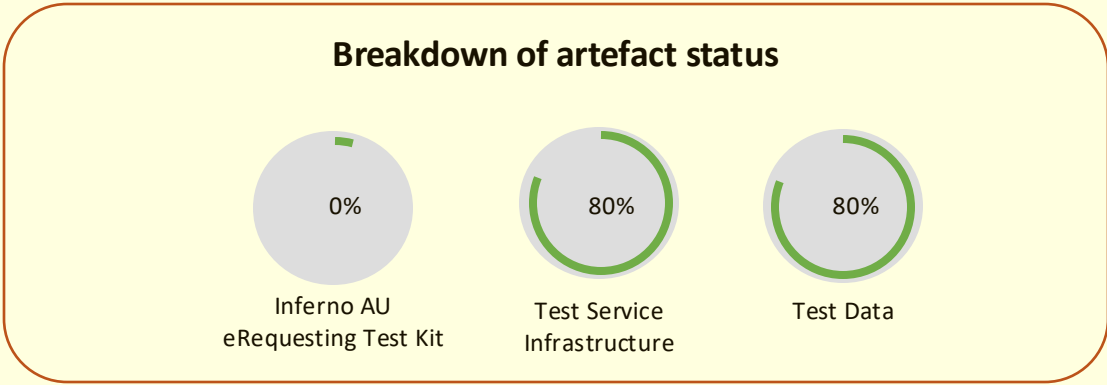 Breakdown of artefact status
0%
80%
80%
Inferno AU
eRequesting Test Kit
Test Service
Infrastructure
Test Data